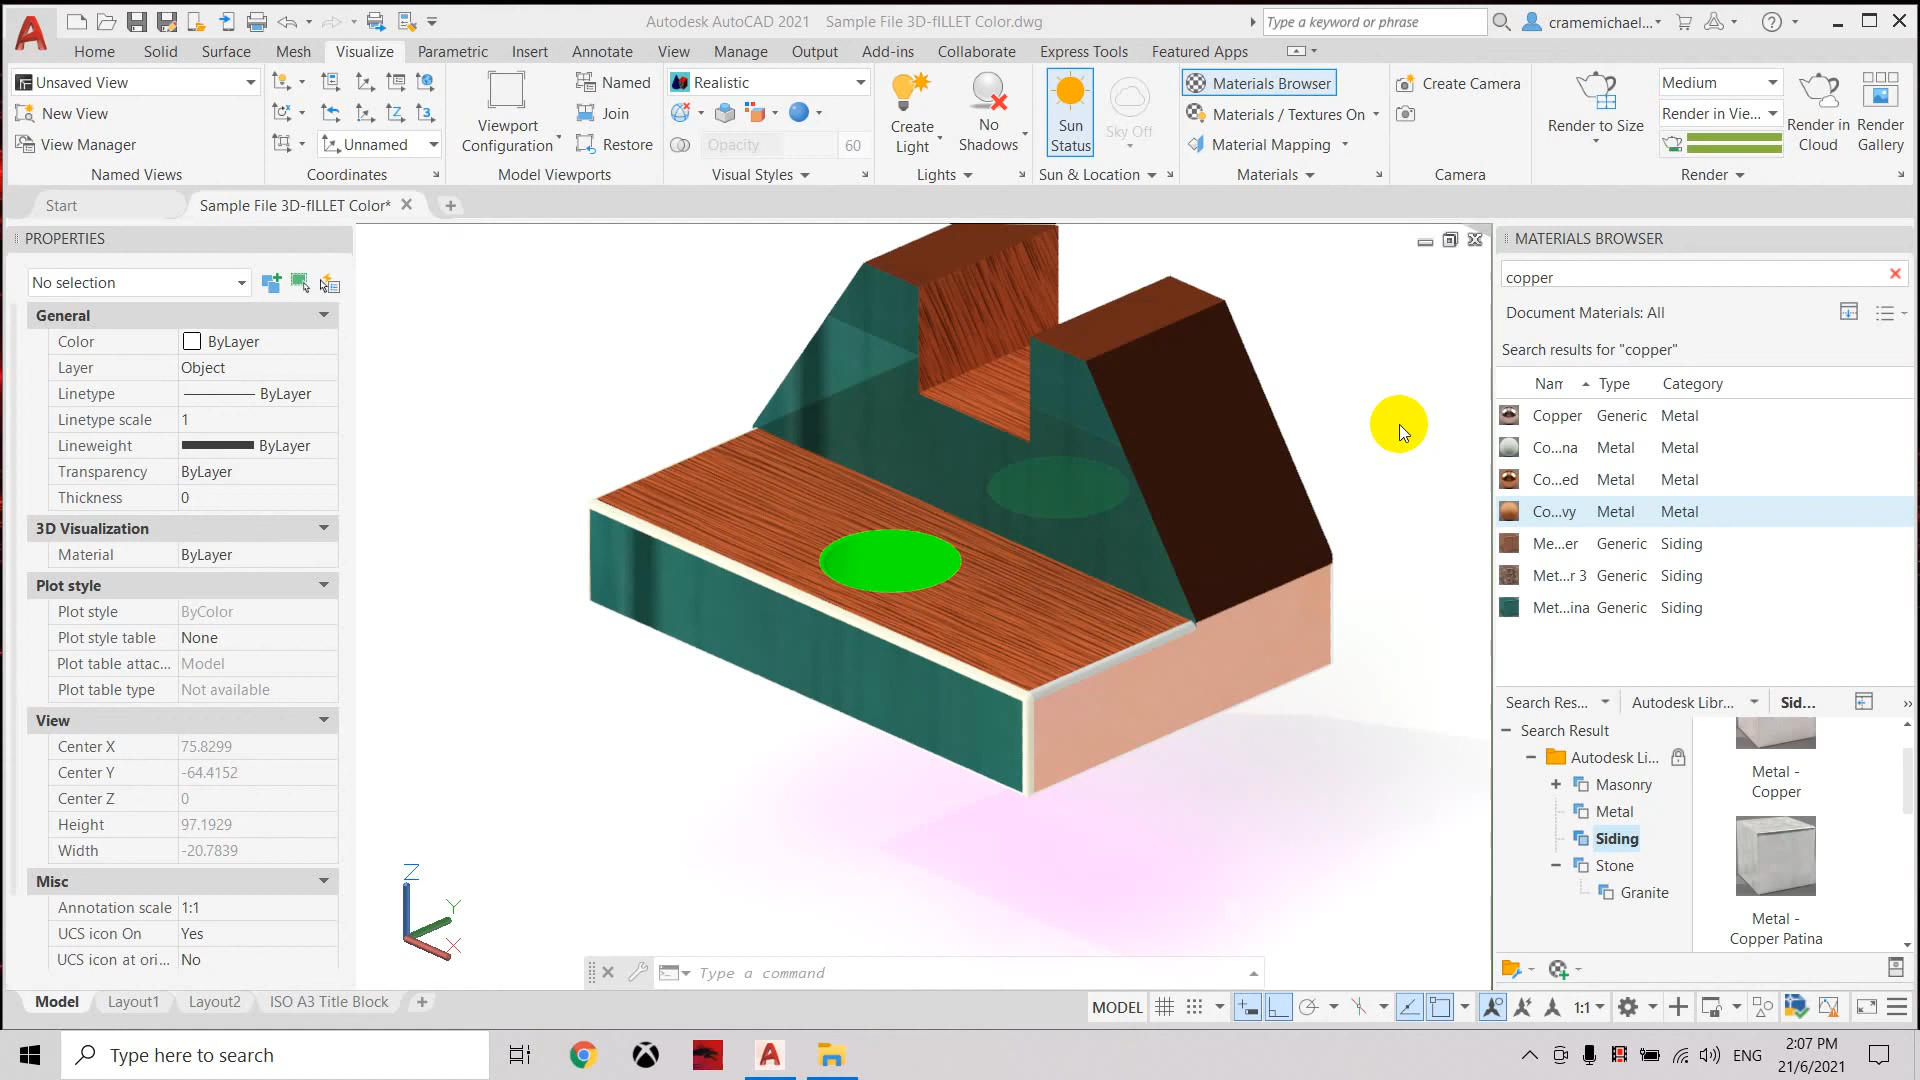 Autodesk AutoCAD 2021 Sample File 3D-fILLET Color.dwg
Type a keyword or phrase
cramemichael...
Home Solid Surface Mesh Visualize Parametric Insert Annotate View Manage Output Add-ins Collaborate Express Tools Featured Apps
Unsaved View
New View
View Manager
Named Views
Unnamed
Coordinates
Viewport Configuration
Named
Join
Restore
Model Viewports
Realistic
Opacity 60
Visual Styles
Create Light
No Shadows
Lights
Sun Status
Sky Off
Sun & Location
Materials Browser
Materials / Textures On
Material Mapping
Materials
Create Camera
Camera
Render to Size
Medium
Render in Vie...
Render in Cloud
Render Gallery
Render
Start
Sample File 3D-fILLET Color*
PROPERTIES
No selection
General
Color ByLayer
Layer Object
Linetype ByLayer
Linetype scale 1
Lineweight ByLayer
Transparency ByLayer
Thickness 0
3D Visualization
Material ByLayer
Plot style
Plot style ByColor
Plot style table None
Plot table attac... Model
Plot table type Not available
View
Center X 75.8299
Center Y -64.4152
Center Z 0
Height 97.1929
Width -20.7839
Misc
Annotation scale 1:1
UCS icon On Yes
UCS icon at ori... No
Z
Y
X
Type a command
MATERIALS BROWSER
copper
Document Materials: All
Search results for "copper"
Nam Type Category
Copper Generic Metal
Co...na Metal Metal
Co...ed Metal Metal
Co...vy Metal Metal
Me...er Generic Siding
Met...r 3 Generic Siding
Met...ina Generic Siding
Search Res... Autodesk Libr... Sid... »
Search Result
Autodesk Li...
Masonry
Metal
Siding
Stone
Granite
Metal - Copper
Metal - Copper Patina
Model Layout1 Layout2 ISO A3 Title Block
MODEL 1:1
Type here to search
ENG
2:07 PM
21/6/2021